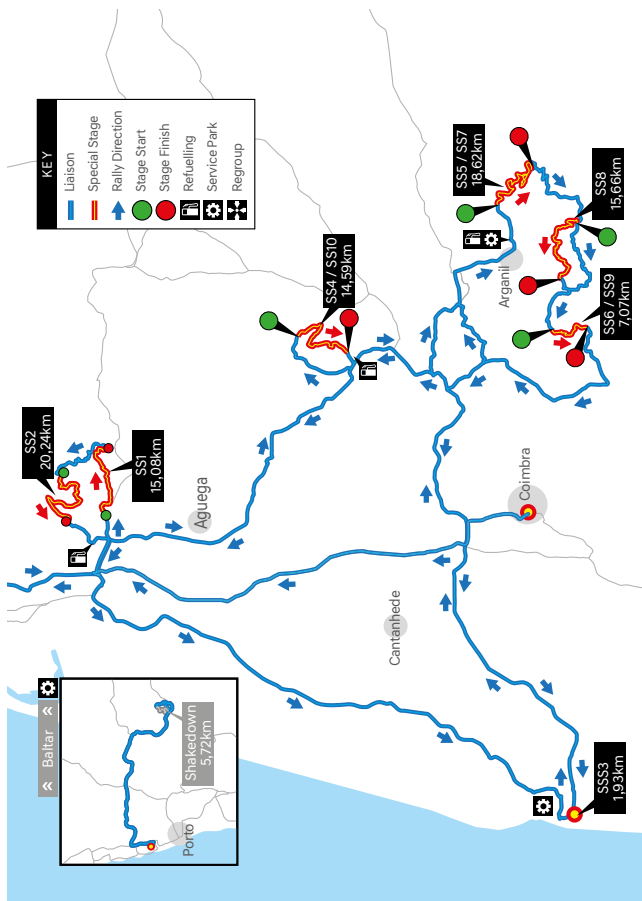 KEY
Liaison
Special Stage
Rally Direction
Stage Start
Stage Finish
Refuelling
Service Park
Regroup
SS2
20,24km
SS1
15,08km
SS4 / SS10
14,59km
SS5 / SS7
18,62km
SS8
15,66km
SS6 / SS9
7,07km
Arganil
Aguega
Coimbra
Cantanhede
« Baltar «
Shakedown
5,72km
Porto
SSS3
1,93km